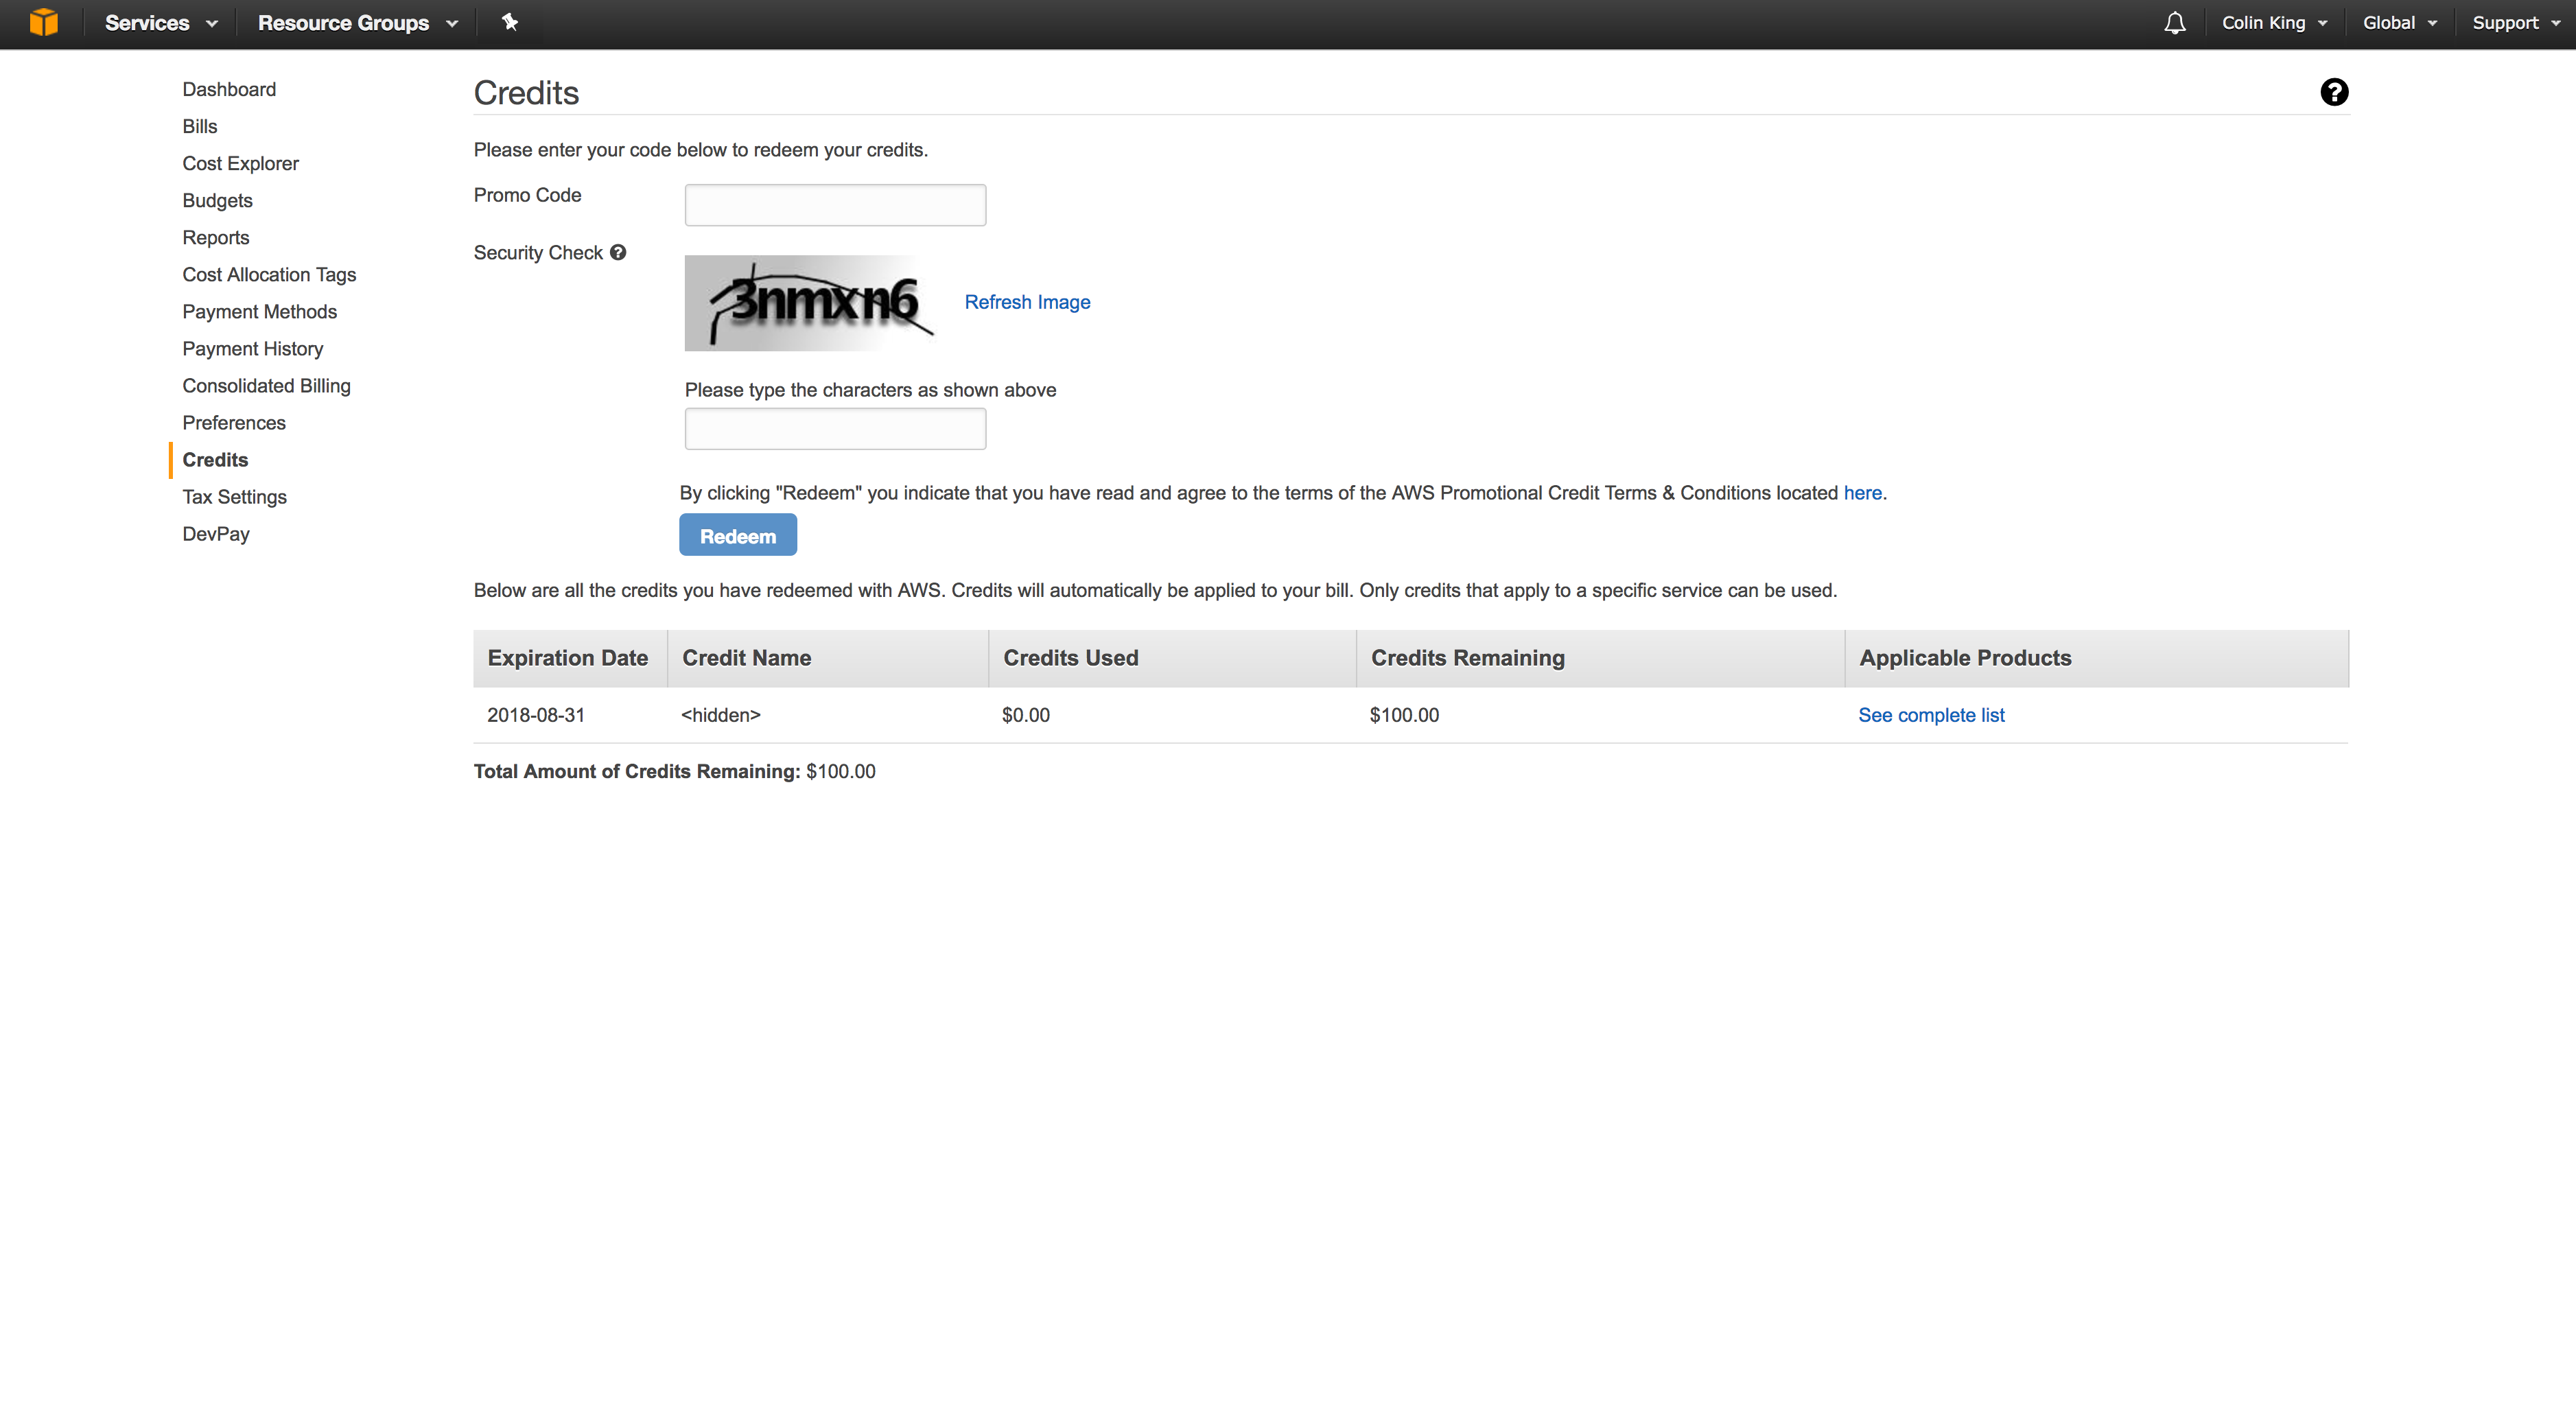 Services
Resource Groups
Colin King
Global
Support
Dashboard
Bills
Cost Explorer
Budgets
Reports
Cost Allocation Tags
Payment Methods
Payment History
Consolidated Billing
Preferences
Credits
Tax Settings
DevPay
Credits
Please enter your code below to redeem your credits.
Promo Code
Security Check
3nmxn6
Refresh Image
Please type the characters as shown above
By clicking "Redeem" you indicate that you have read and agree to the terms of the AWS Promotional Credit Terms & Conditions located here.
Redeem
Below are all the credits you have redeemed with AWS. Credits will automatically be applied to your bill. Only credits that apply to a specific service can be used.
Expiration Date Credit Name Credits Used Credits Remaining Applicable Products
2018-08-31 <hidden> $0.00 $100.00 See complete list
Total Amount of Credits Remaining: $100.00